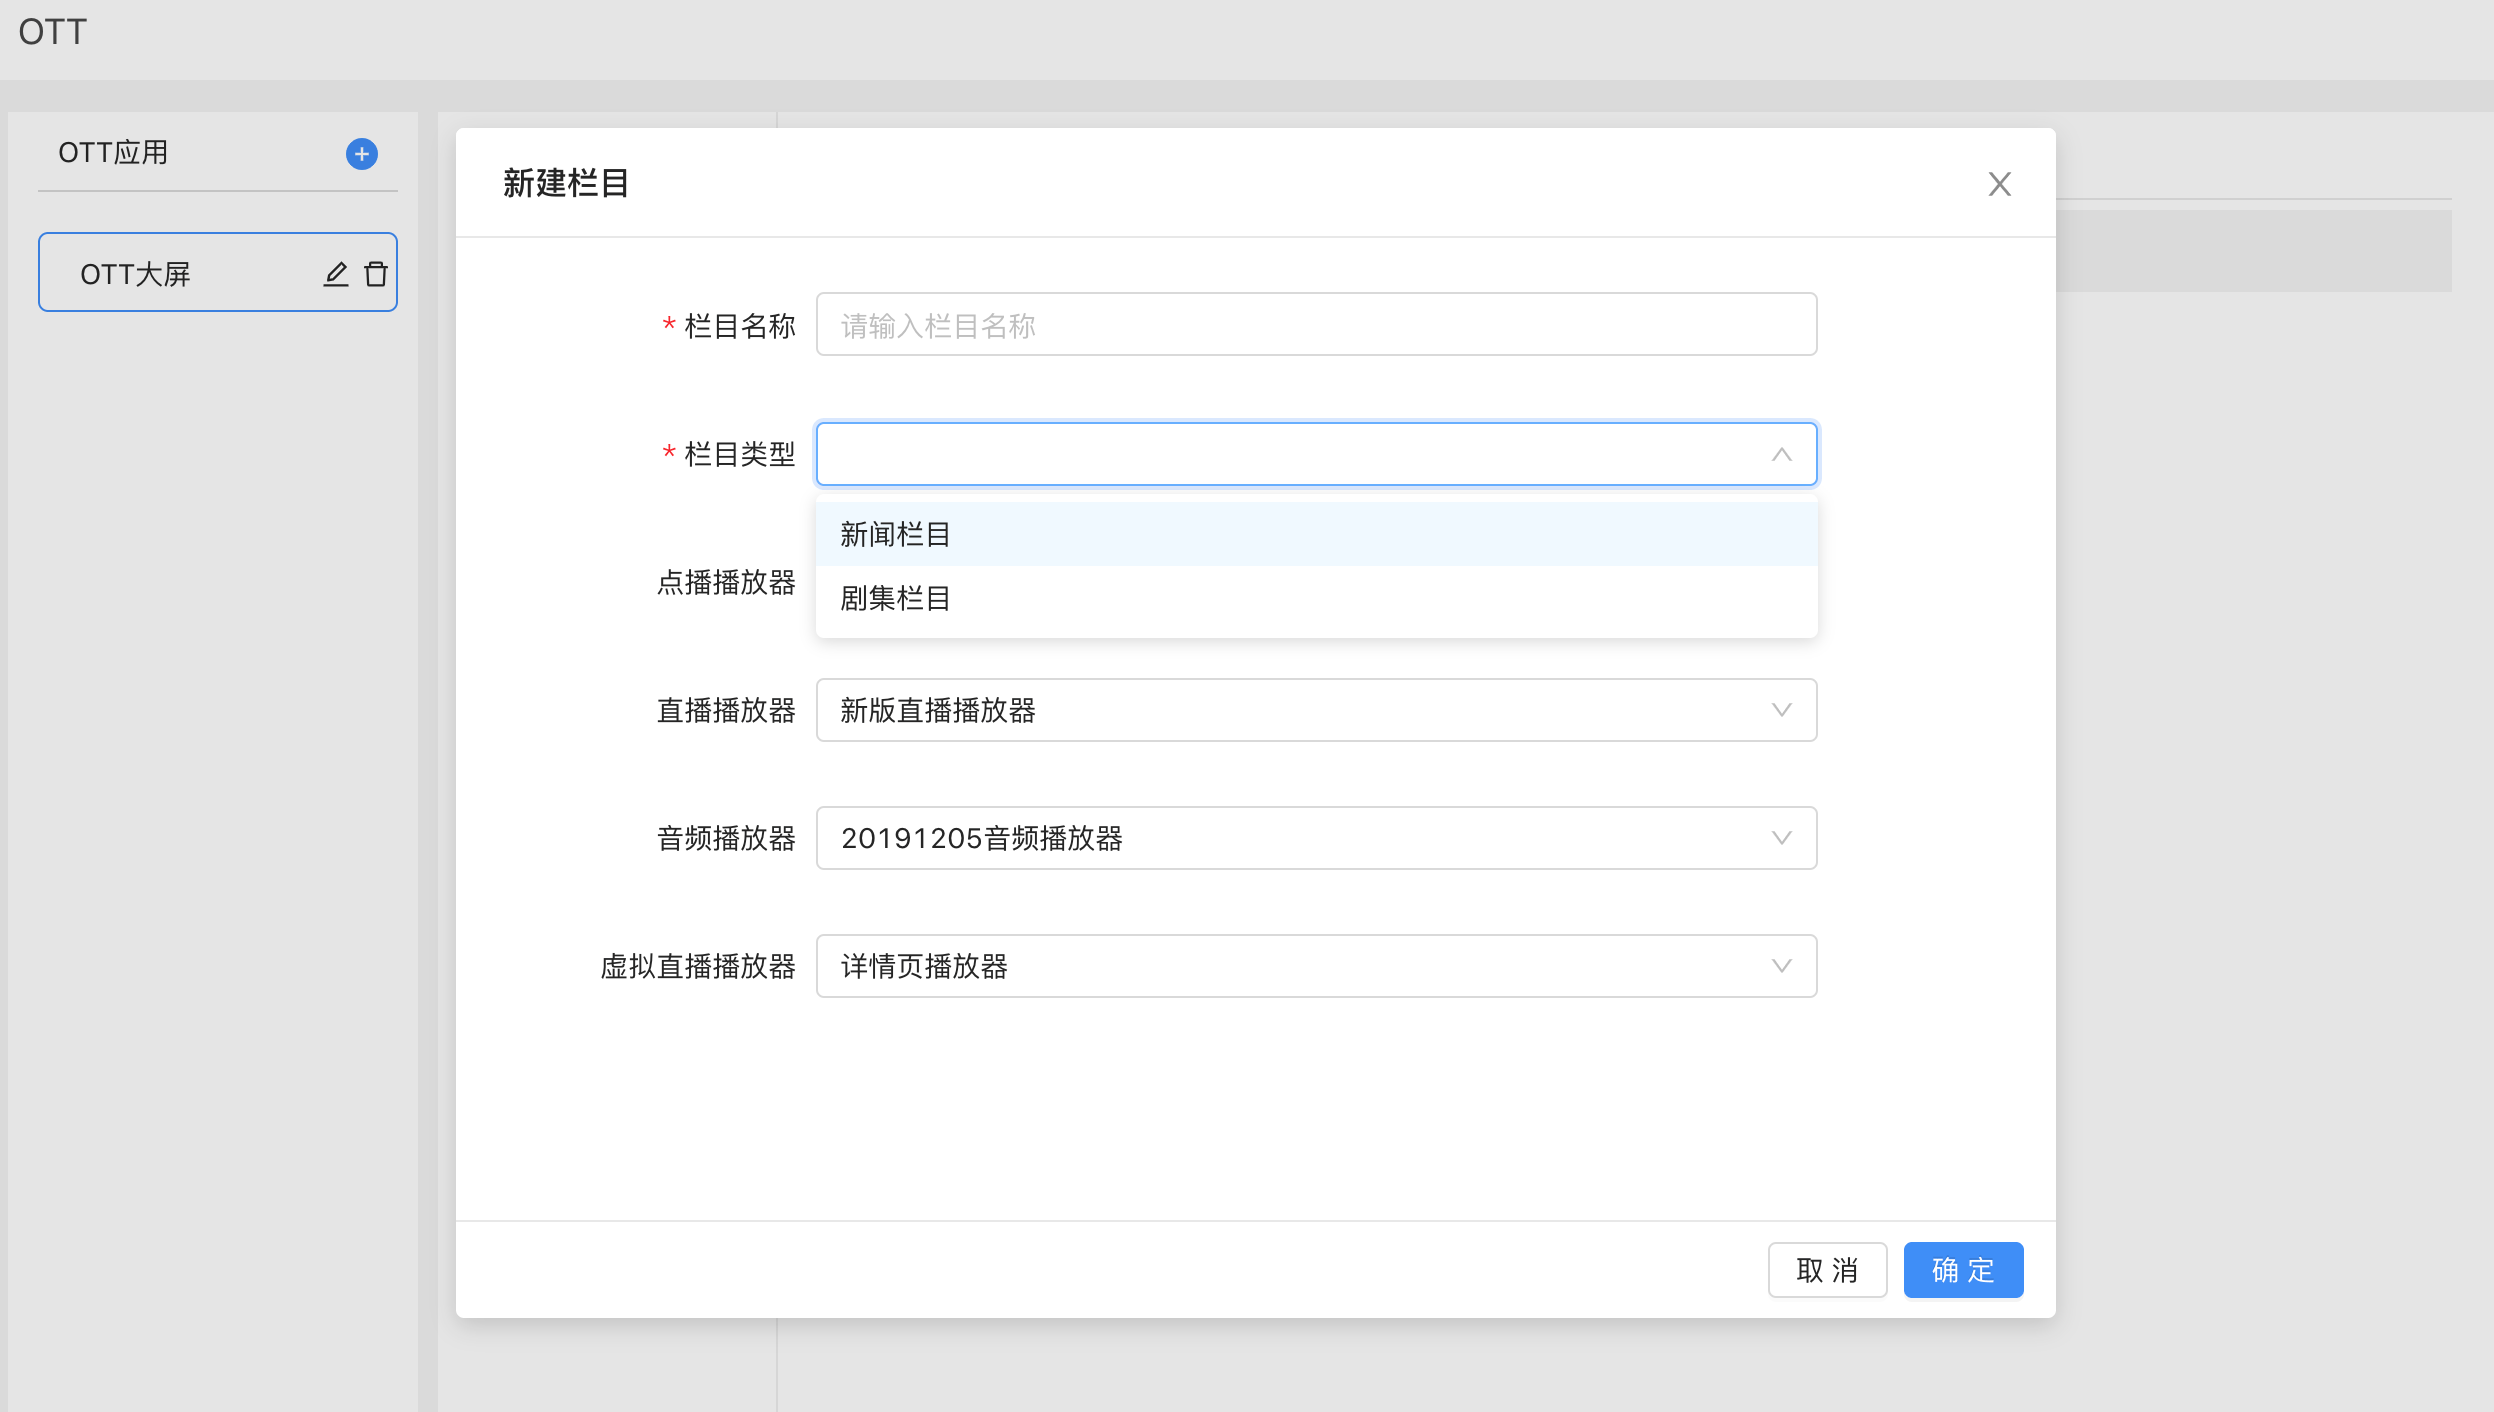 OTT
OTT应用
OTT大屏
新建栏目
* 栏目名称 请输入栏目名称
* 栏目类型
新闻栏目
点播播放器
剧集栏目
直播播放器 新版直播播放器
音频播放器 20191205音频播放器
虚拟直播播放器 详情页播放器
取 消 确 定